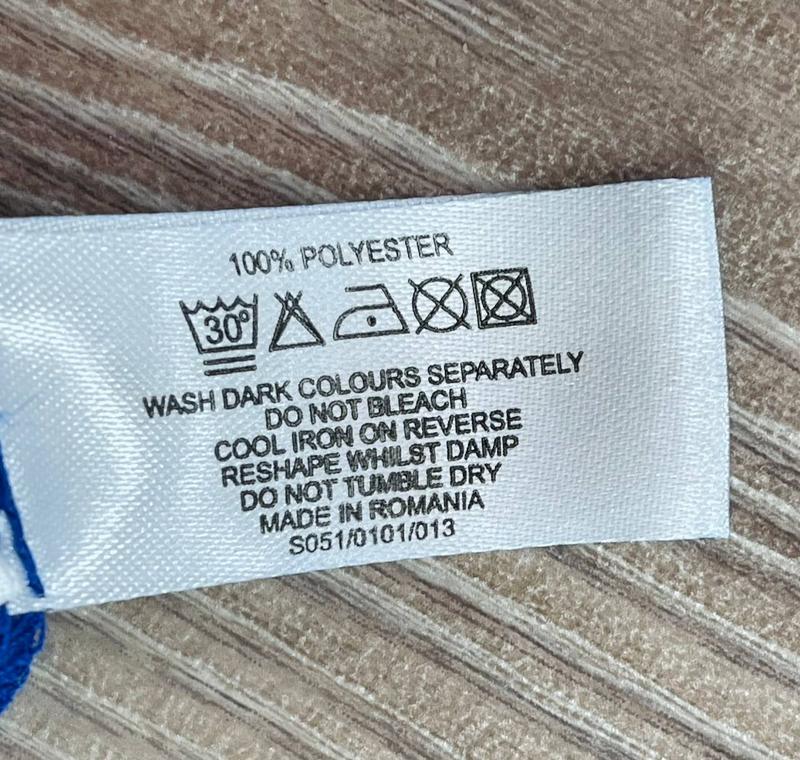 100% POLYESTER
30°
WASH DARK COLOURS SEPARATELY
DO NOT BLEACH
COOL IRON ON REVERSE
RESHAPE WHILST DAMP
DO NOT TUMBLE DRY
MADE IN ROMANIA
S051/0101/013